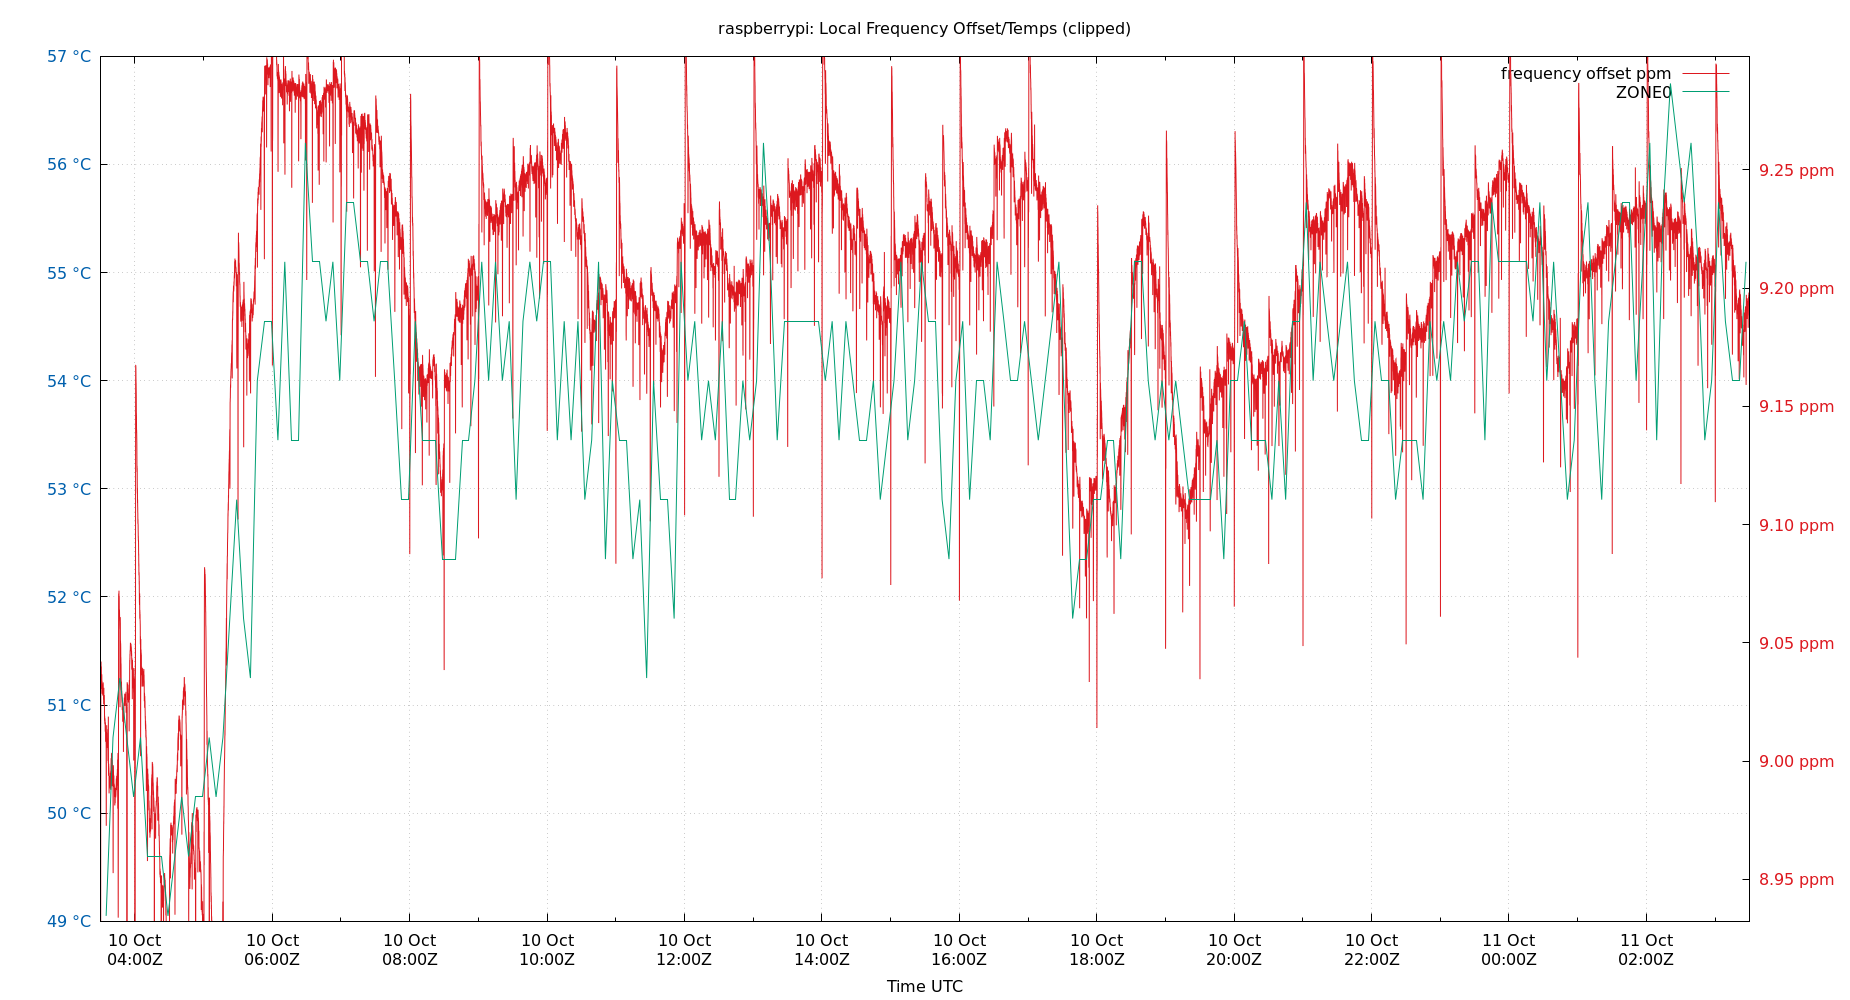 raspberrypi: Local Frequency Offset/Temps (clipped)
57 °C
frequency offset ppm
ZONE0
56 °C
9.25 ppm
55 °C
9.20 ppm
54 °C
9.15 ppm
53 °C
9.10 ppm
52 °C
9.05 ppm
51 °C
9.00 ppm
50 °C
8.95 ppm
49 °C
10 Oct 10 Oct 10 Oct 10 Oct 10 Oct 10 Oct 10 Oct 10 Oct 10 Oct 10 Oct 11 Oct 11 Oct
04:00Z 06:00Z 08:00Z 10:00Z 12:00Z 14:00Z 16:00Z 18:00Z 20:00Z 22:00Z 00:00Z 02:00Z
Time UTC